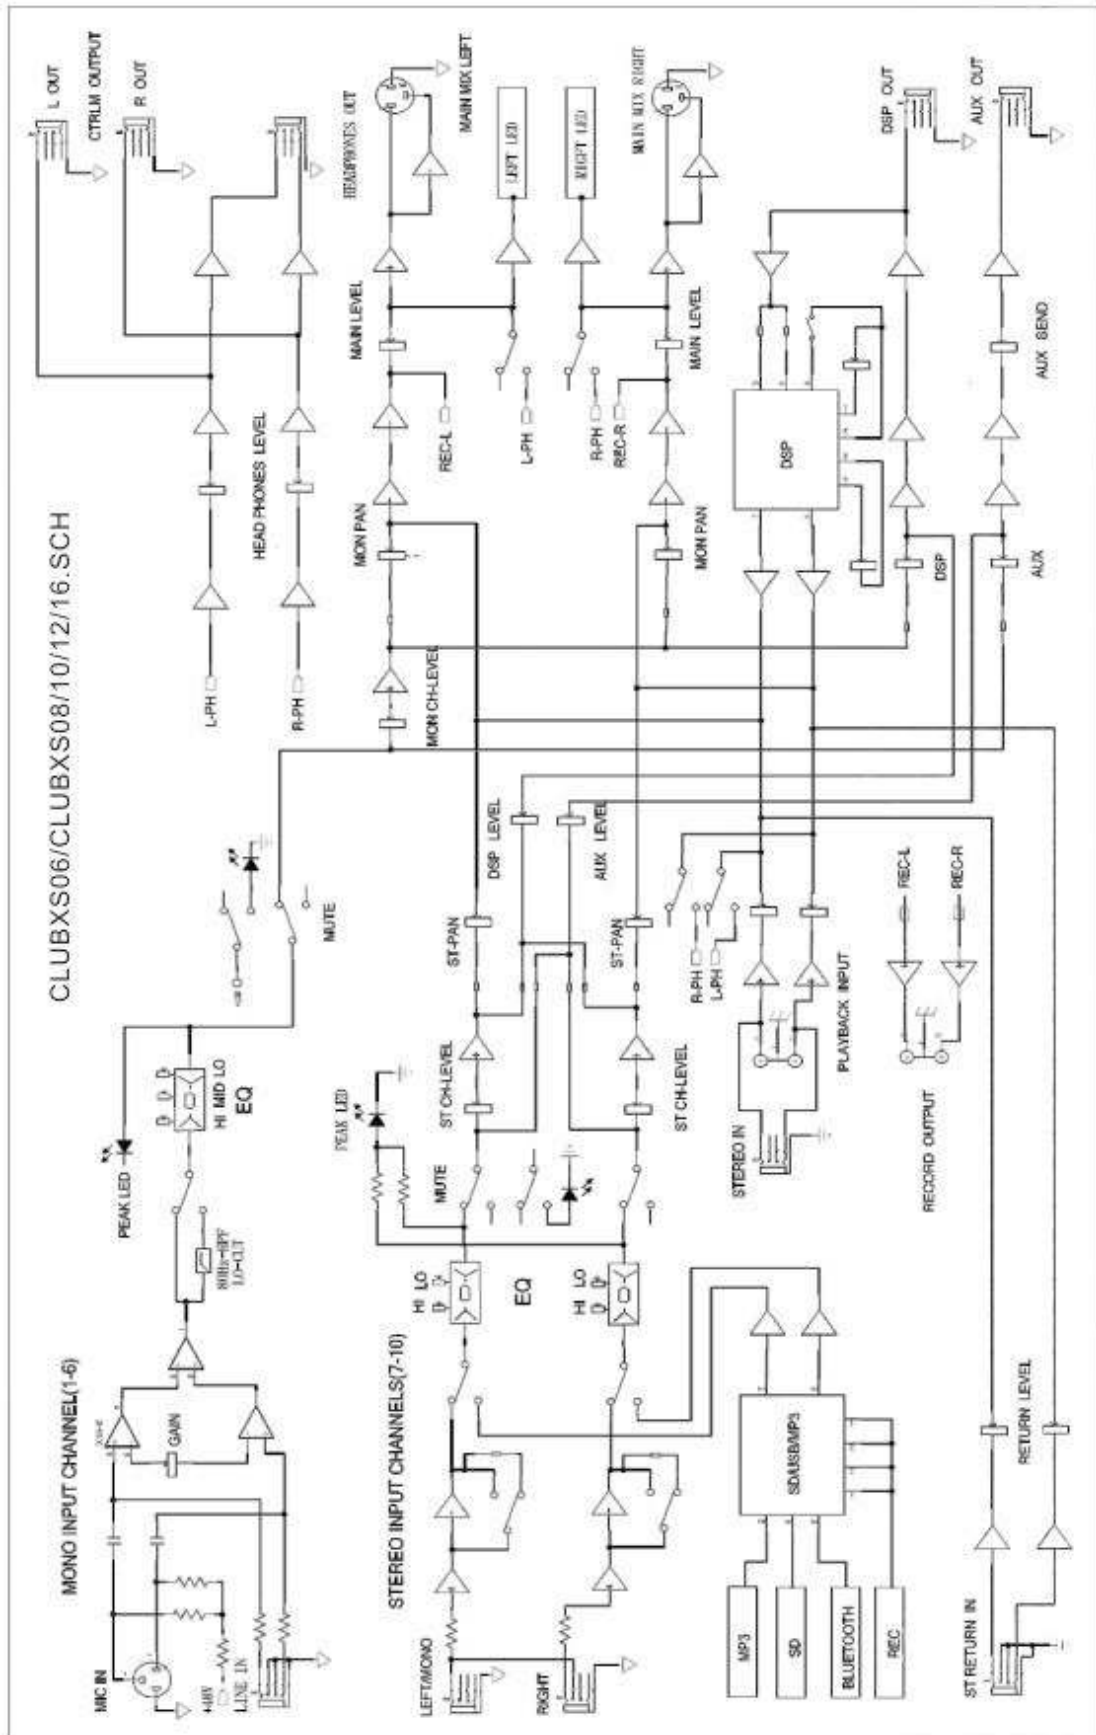 CLUBXS06/CLUBXS08/10/12/16.SCH
MONO INPUT CHANNEL(1-6)
MIC IN
+48V
LINE IN
GAIN
80Hz-HPF
LO-CUT
PEAK LED
HI MID LO
EQ
MUTE
L-PH
R-PH
HEAD PHONES LEVEL
L OUT
CTRLM OUTPUT
R OUT
HEADPHONES OUT
STEREO INPUT CHANNELS(7-10)
LEFT/MONO
RIGHT
HI LO
EQ
HI LO
PEAK LED
MUTE
ST CH-LEVEL
ST CH-LEVEL
ST-PAN
ST-PAN
DSP LEVEL
AUX LEVEL
MON CH-LEVEL
MON PAN
MON PAN
MAIN LEVEL
MAIN LEVEL
REC-L
L-PH
R-PH
REC-R
MAIN MIX LEFT
LEFT LED
RIGFT LED
MAIN MIX RIGHT
MP3
SD
BLUETOOTH
REC
SD/USB/MP3
STEREO IN
PLAYBACK INPUT
R-PH
L-PH
RECORD OUTPUT
REC-L
REC-R
DSP
DSP
AUX
AUX SEND
DSP OUT
AUX OUT
ST RETURN IN
RETURN LEVEL